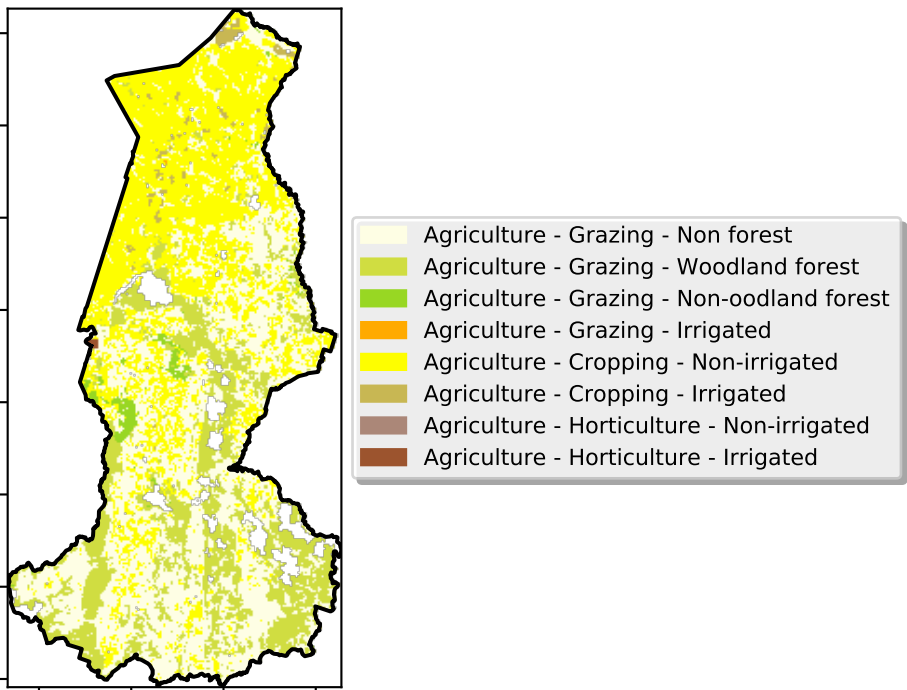 Agriculture - Grazing - Non forest
Agriculture - Grazing - Woodland forest
Agriculture - Grazing - Non-oodland forest
Agriculture - Grazing - Irrigated
Agriculture - Cropping - Non-irrigated
Agriculture - Cropping - Irrigated
Agriculture - Horticulture - Non-irrigated
Agriculture - Horticulture - Irrigated